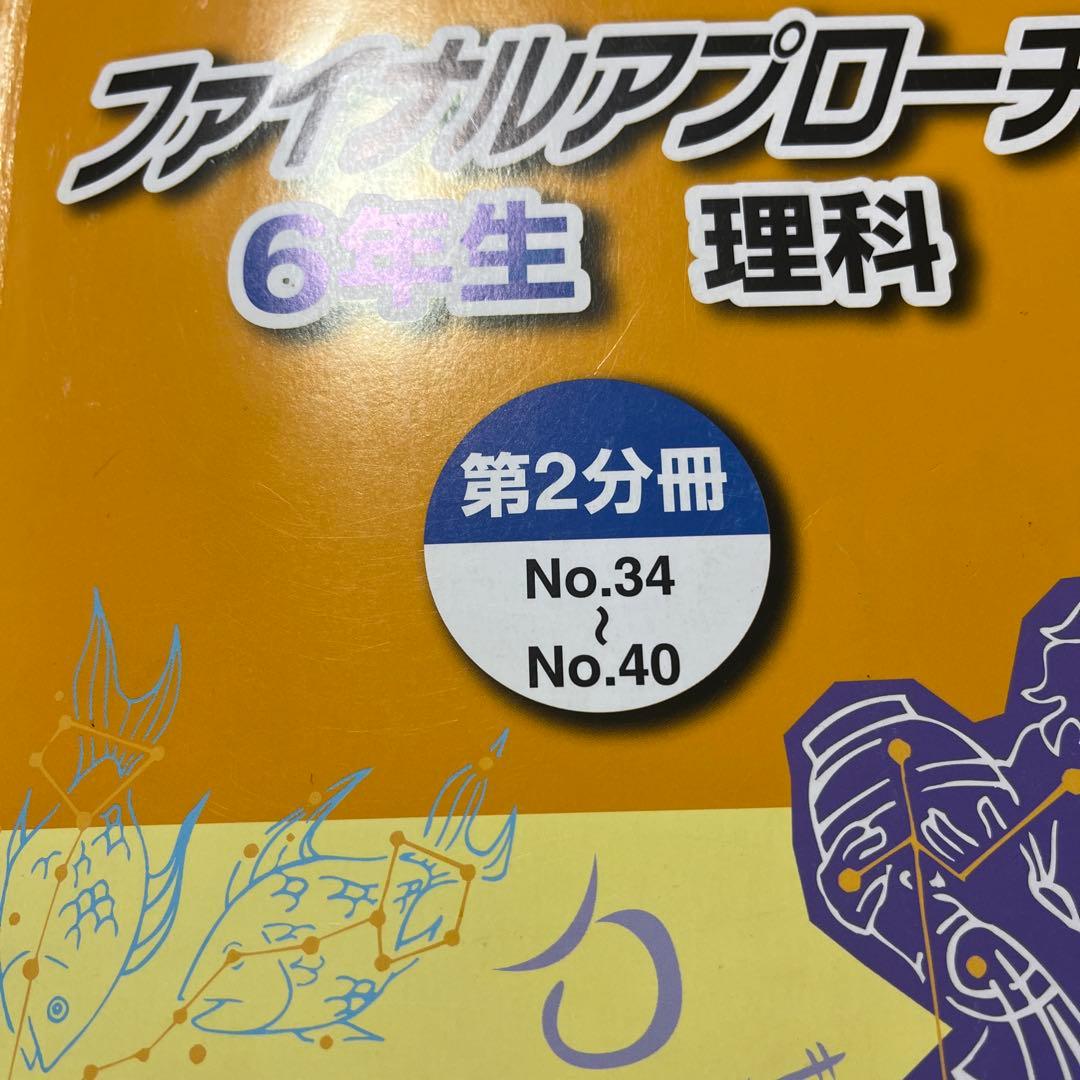 ファイナルアプローチ
6年生 理科
第2分冊
No.34
～
No.40